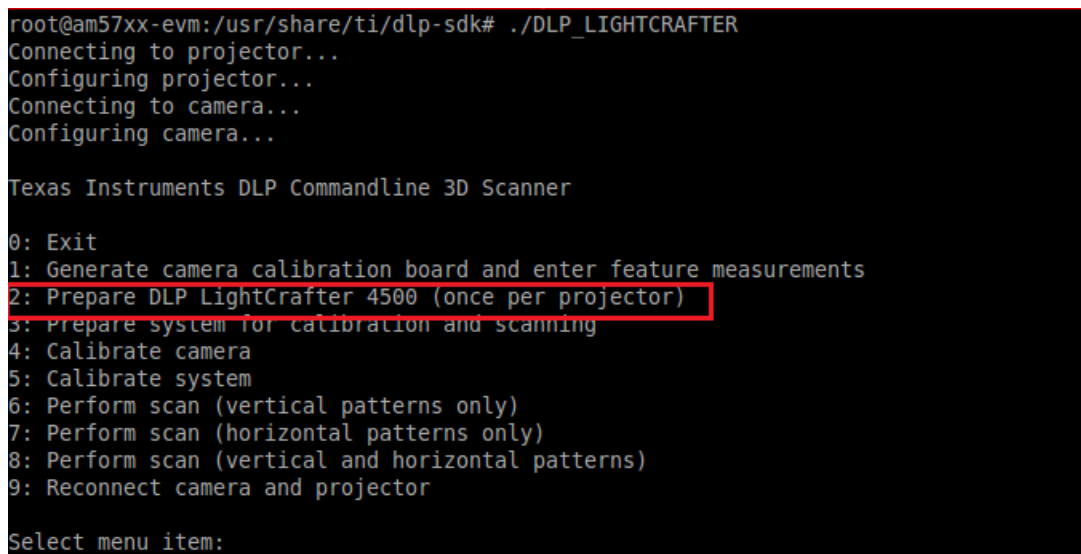 root@am57xx-evm:/usr/share/ti/dlp-sdk# ./DLP_LIGHTCRAFTER
Connecting to projector...
Configuring projector...
Connecting to camera...
Configuring camera...
Texas Instruments DLP Commandline 3D Scanner
0: Exit
1: Generate camera calibration board and enter feature measurements
2: Prepare DLP LightCrafter 4500 (once per projector)
3: Prepare system for calibration and scanning
4: Calibrate camera
5: Calibrate system
6: Perform scan (vertical patterns only)
7: Perform scan (horizontal patterns only)
8: Perform scan (vertical and horizontal patterns)
9: Reconnect camera and projector
Select menu item: